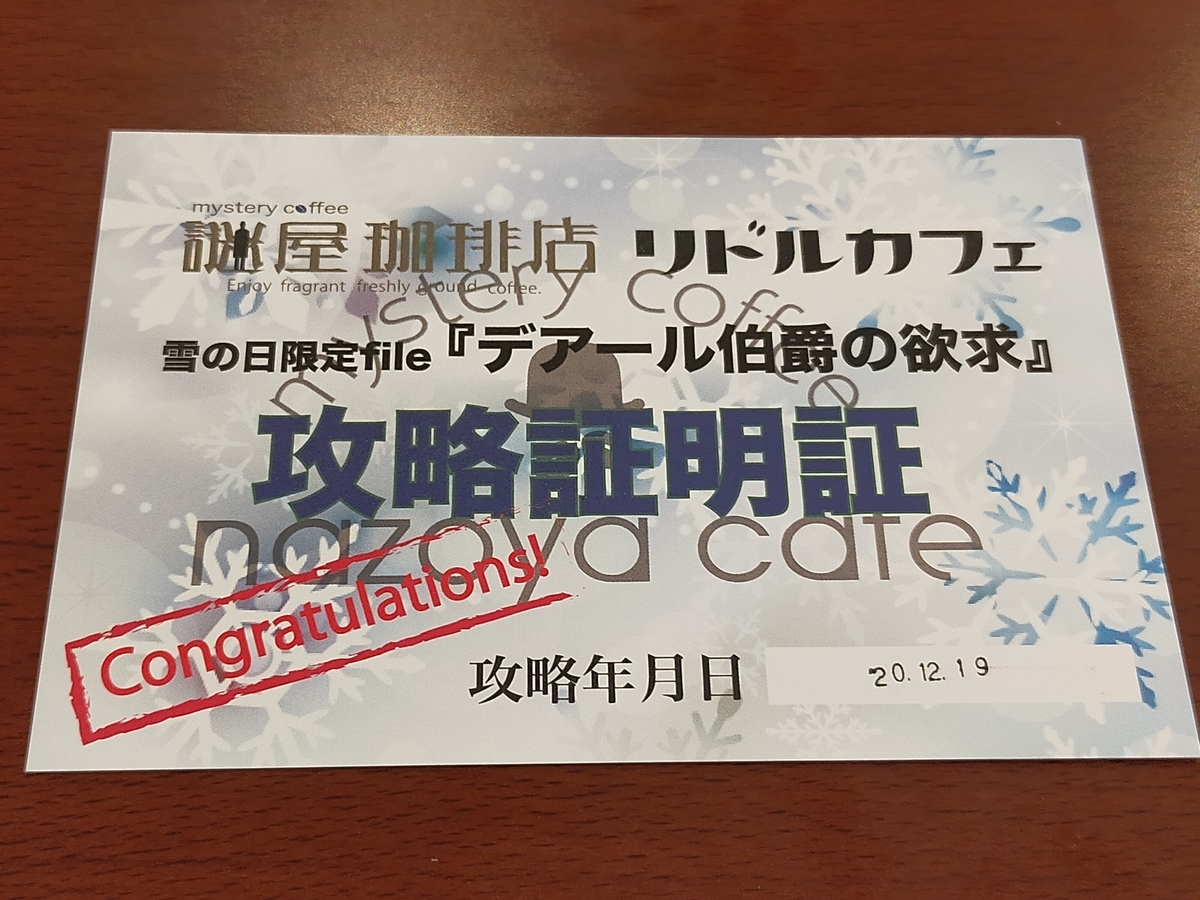 mystery coffee
謎屋珈琲店 リドルカフェ
Enjoy fragrant freshly ground coffee.
mystery coffee
雪の日限定file『デアール伯爵の欲求』
攻略証明証
nazoya cafe
Congratulations!
攻略年月日 20.12.19